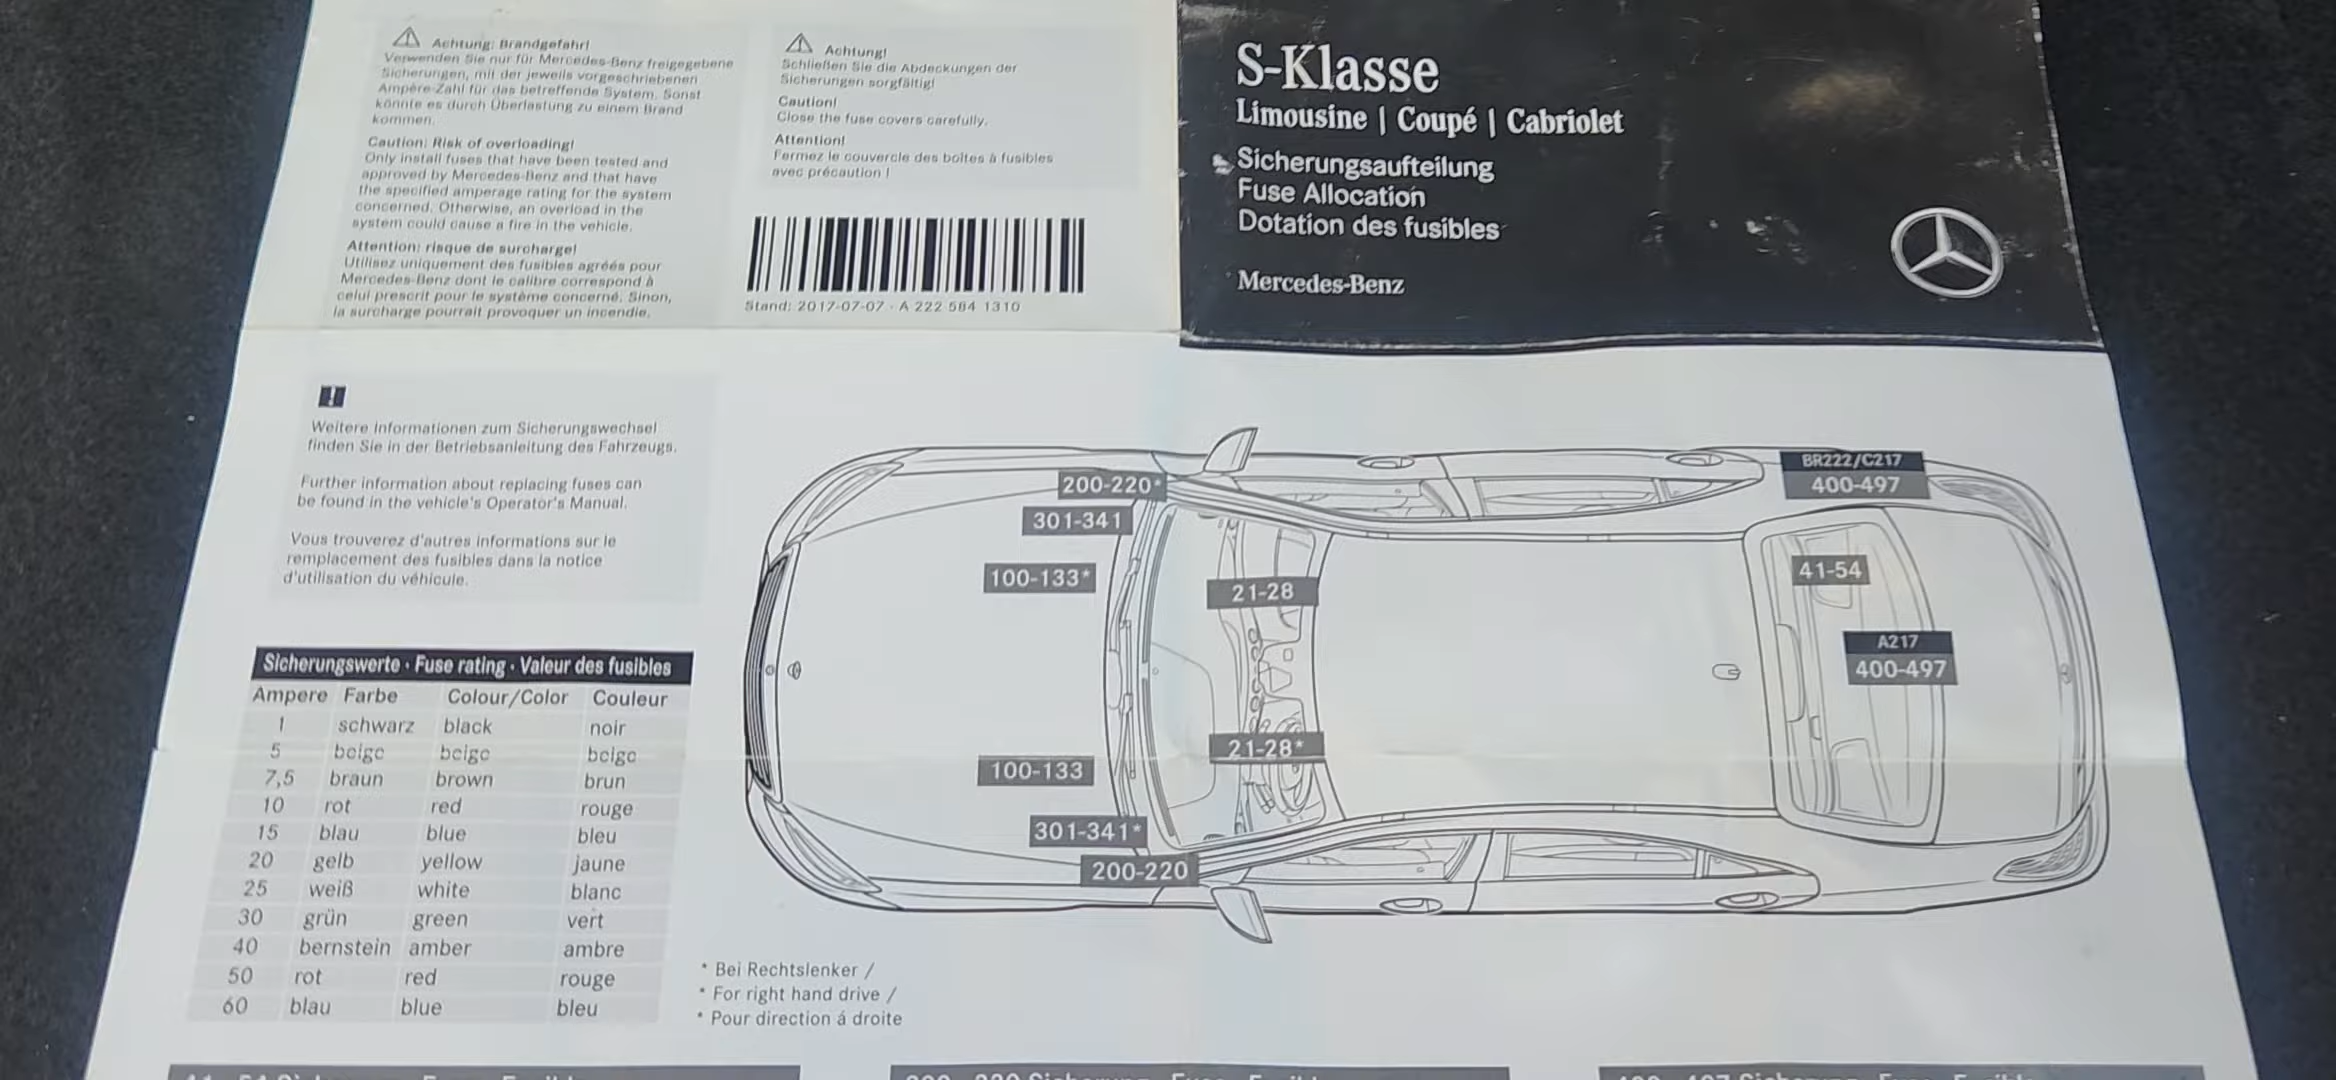 Achtung: Brandgefahr!
Verwenden Sie nur für Mercedes-Benz freigegebene
Sicherungen, mit der jeweils vorgeschriebenen
Ampère-Zahl für das betreffende System. Sonst
könnte es durch Überlastung zu einem Brand
kommen.
Caution: Risk of overloading!
Only install fuses that have been tested and
approved by Mercedes-Benz and that have
the specified amperage rating for the system
concerned. Otherwise, an overload in the
system could cause a fire in the vehicle.
Attention: risque de surcharge!
Utilisez uniquement des fusibles agréés pour
Mercedes-Benz dont le calibre correspond à
celui prescrit pour le système concerné. Sinon,
la surcharge pourrait provoquer un incendie.
Achtung!
Schließen Sie die Abdeckungen der
Sicherungen sorgfältig!
Caution!
Close the fuse covers carefully.
Attention!
Fermez le couvercle des boîtes à fusibles
avec précaution !
Stand: 2017-07-07 · A 222 584 1310
S-Klasse
Limousine | Coupé | Cabriolet
Sicherungsaufteilung
Fuse Allocation
Dotation des fusibles
Mercedes-Benz
!
Weitere Informationen zum Sicherungswechsel
finden Sie in der Betriebsanleitung des Fahrzeugs.
Further information about replacing fuses can
be found in the vehicle's Operator's Manual.
Vous trouverez d'autres informations sur le
remplacement des fusibles dans la notice
d'utilisation du véhicule.
Sicherungswerte · Fuse rating · Valeur des fusibles
Ampere Farbe Colour/Color Couleur
1 schwarz black noir
5 beige beige beige
7,5 braun brown brun
10 rot red rouge
15 blau blue bleu
20 gelb yellow jaune
25 weiß white blanc
30 grün green vert
40 bernstein amber ambre
50 rot red rouge
60 blau blue bleu
200-220*
301-341
100-133*
21-28
BR222/C217
400-497
41-54
A217
400-497
21-28*
100-133
301-341*
200-220
* Bei Rechtslenker /
* For right hand drive /
* Pour direction á droite